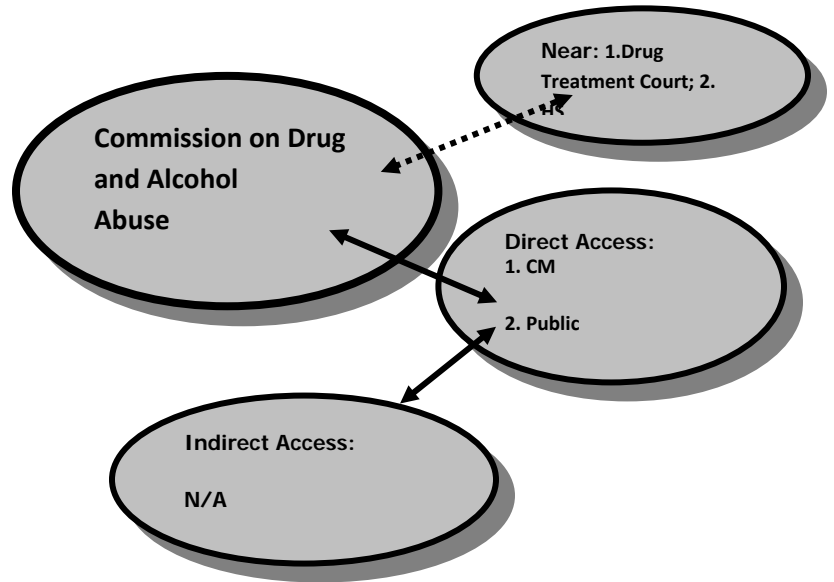 Near: 1.Drug
Treatment Court; 2.
HS
Commission on Drug
and Alcohol
Abuse
Direct Access:
1. CM
2. Public
Indirect Access:
N/A